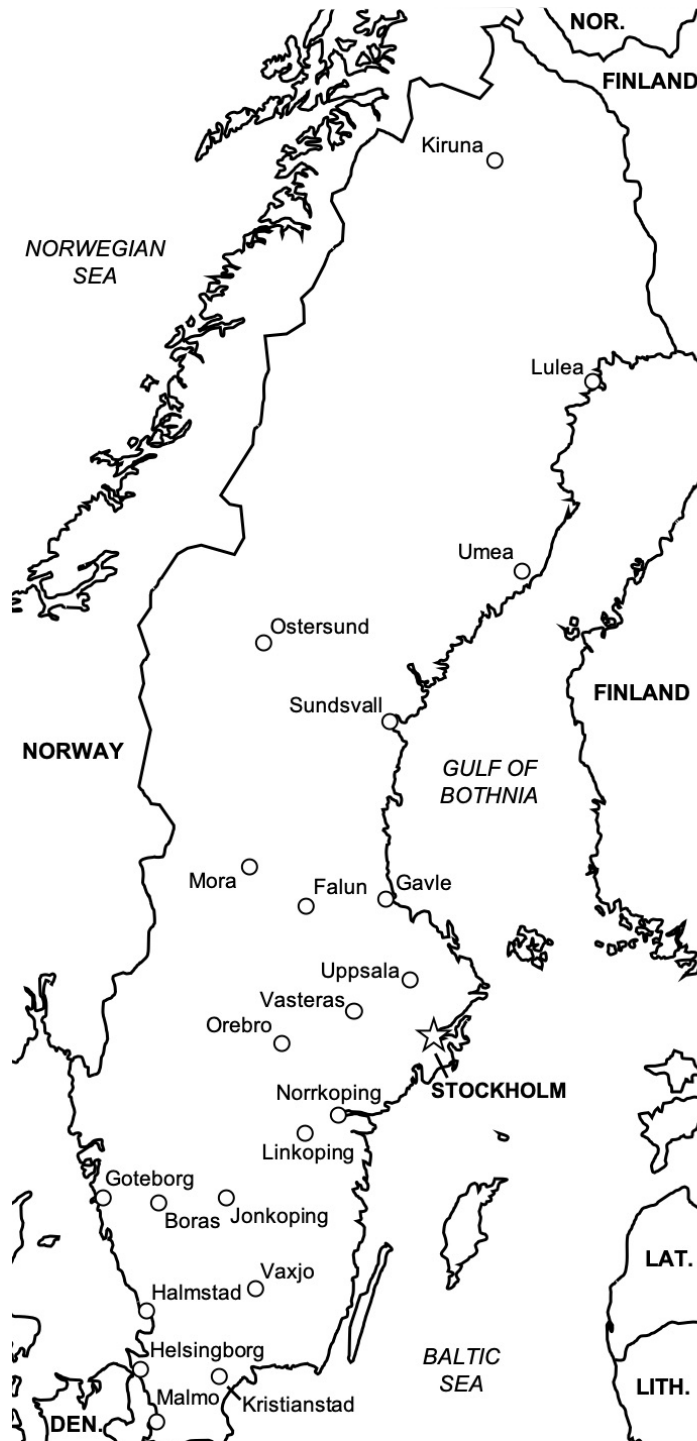 NOR.
FINLAND
Kiruna
NORWEGIAN
SEA
Lulea
Umea
Ostersund
Sundsvall
FINLAND
NORWAY
GULF OF
BOTHNIA
Mora
Falun
Gavle
Uppsala
Vasteras
Orebro
STOCKHOLM
Norrkoping
Linkoping
Goteborg
Boras
Jonkoping
LAT.
Vaxjo
Halmstad
Helsingborg
BALTIC
SEA
LITH.
Malmo
Kristianstad
DEN.